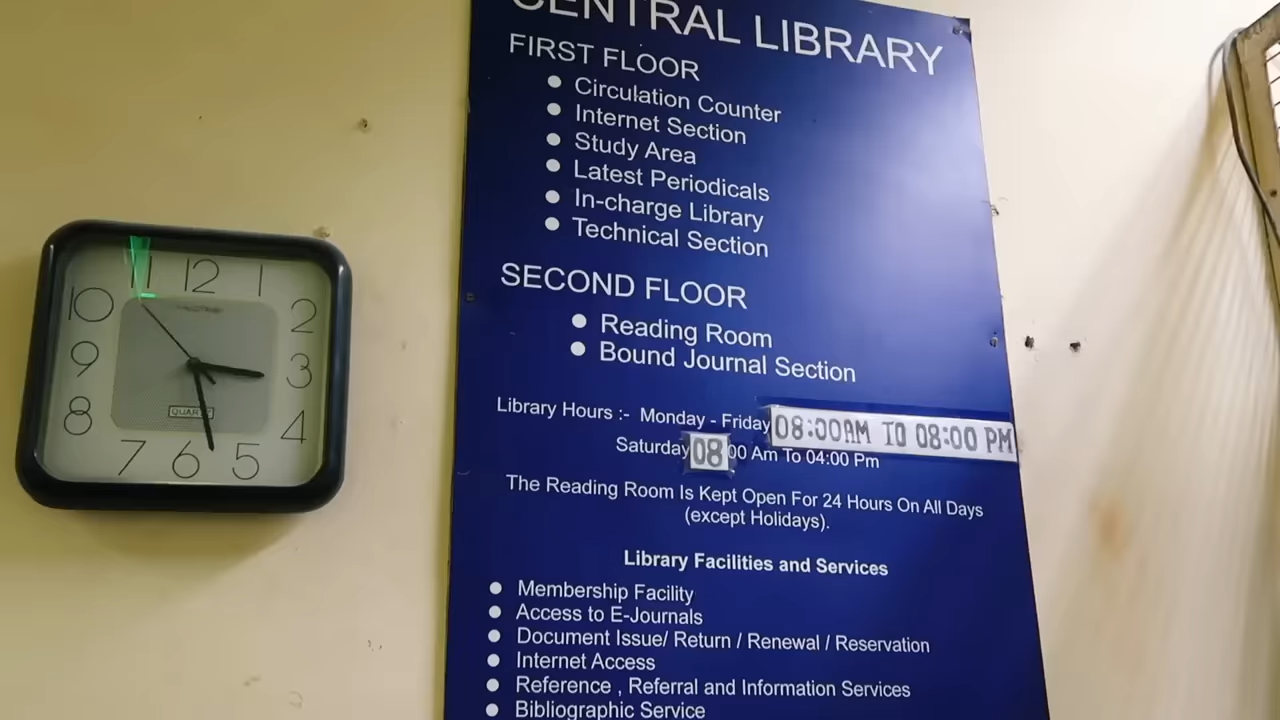 CENTRAL LIBRARY
FIRST FLOOR
Circulation Counter
Internet Section
Study Area
Latest Periodicals
In-charge Library
Technical Section
SECOND FLOOR
Reading Room
Bound Journal Section
Library Hours :- Monday - Friday 08:00AM TO 08:00 PM
Saturday 08 00 Am To 04:00 Pm
The Reading Room Is Kept Open For 24 Hours On All Days
(except Holidays).
Library Facilities and Services
Membership Facility
Access to E-Journals
Document Issue/ Return / Renewal / Reservation
Internet Access
Reference , Referral and Information Services
Bibliographic Service
11 12 1
10 2
9 3
8 4
7 6 5
QUARTZ